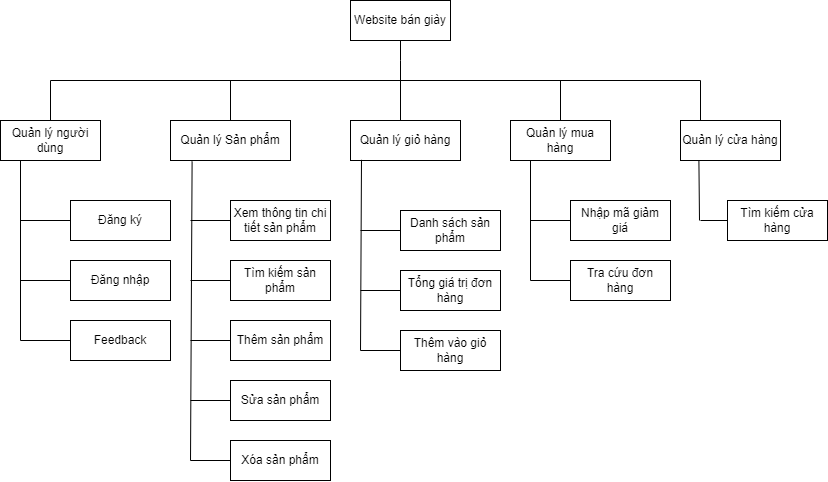 Website bán giày
Quản lý người
dùng
Quản lý Sản phẩm
Quản lý giỏ hàng
Quản lý mua
hàng
Quản lý cửa hàng
Đăng ký
Đăng nhập
Feedback
Xem thông tin chi
tiết sản phẩm
Tìm kiếm sản
phẩm
Thêm sản phẩm
Sửa sản phẩm
Xóa sản phẩm
Danh sách sản
phẩm
Tổng giá trị đơn
hàng
Thêm vào giỏ
hàng
Nhập mã giảm
giá
Tra cứu đơn
hàng
Tìm kiếm cửa
hàng